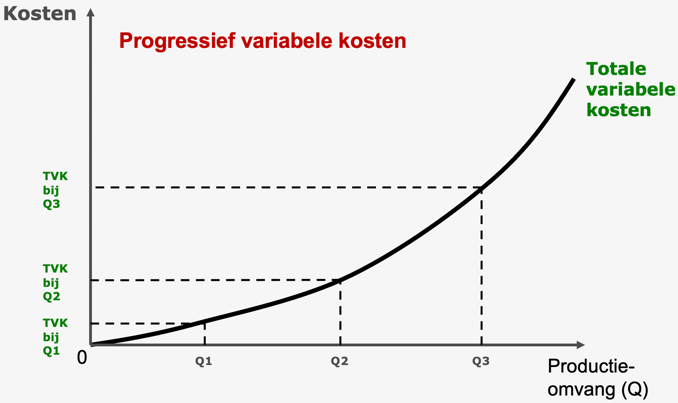 Kosten
Progressief variabele kosten
Totale
variabele
kosten
TVK
bij
Q3
TVK
bij
Q2
TVK
bij
Q1
0
Q1
Q2
Q3
Productie-
omvang (Q)